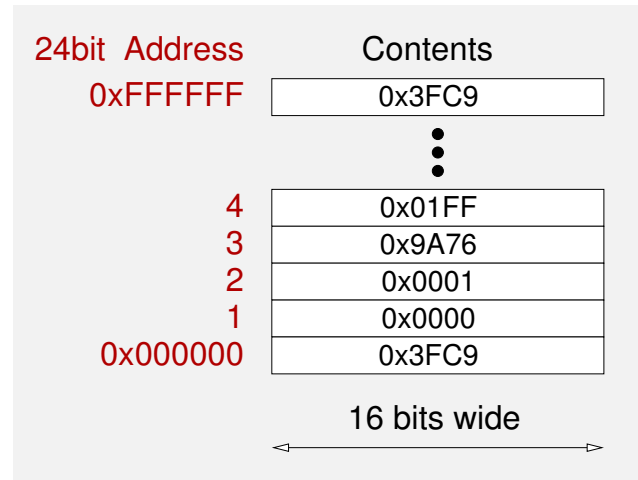 24bit Address Contents
0xFFFFFF 0x3FC9
4 0x01FF
3 0x9A76
2 0x0001
1 0x0000
0x000000 0x3FC9
16 bits wide